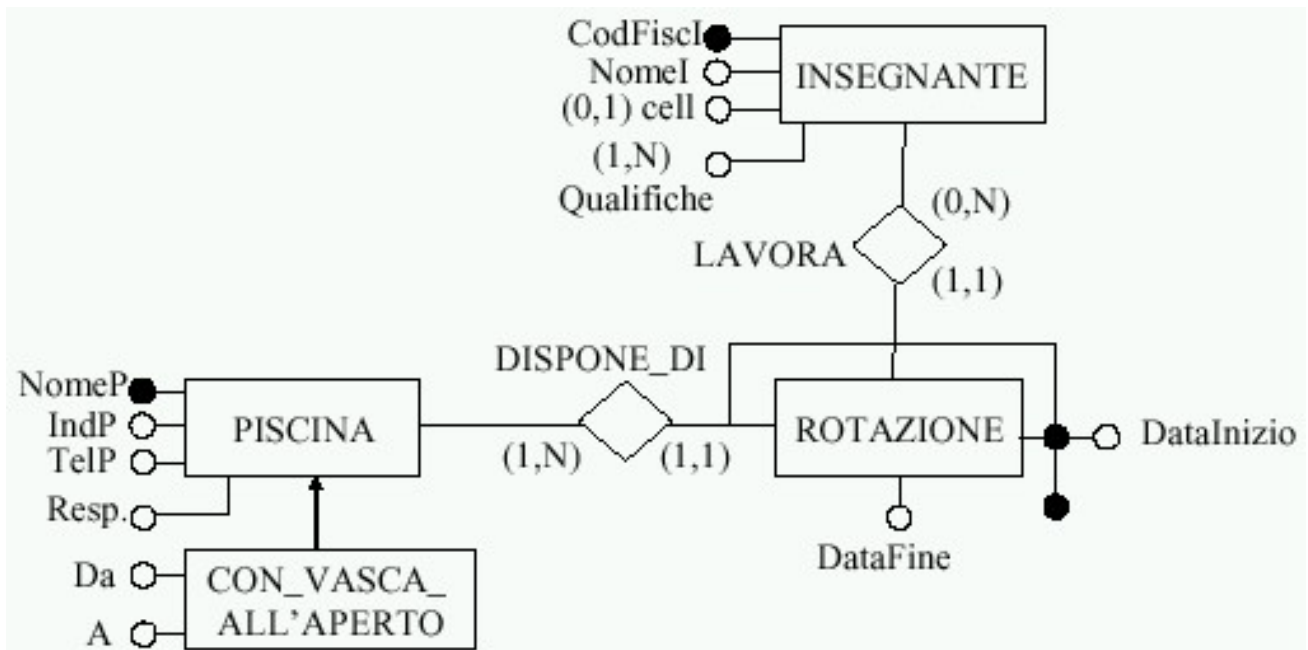 CodFiscI
NomeI
INSEGNANTE
(0,1) cell
(1,N)
Qualifiche
(0,N)
LAVORA
(1,1)
DISPONE_DI
NomeP
IndP
PISCINA
TelP
(1,N)
(1,1)
ROTAZIONE
DataInizio
Resp.
DataFine
Da
CON_VASCA_
ALL'APERTO
A